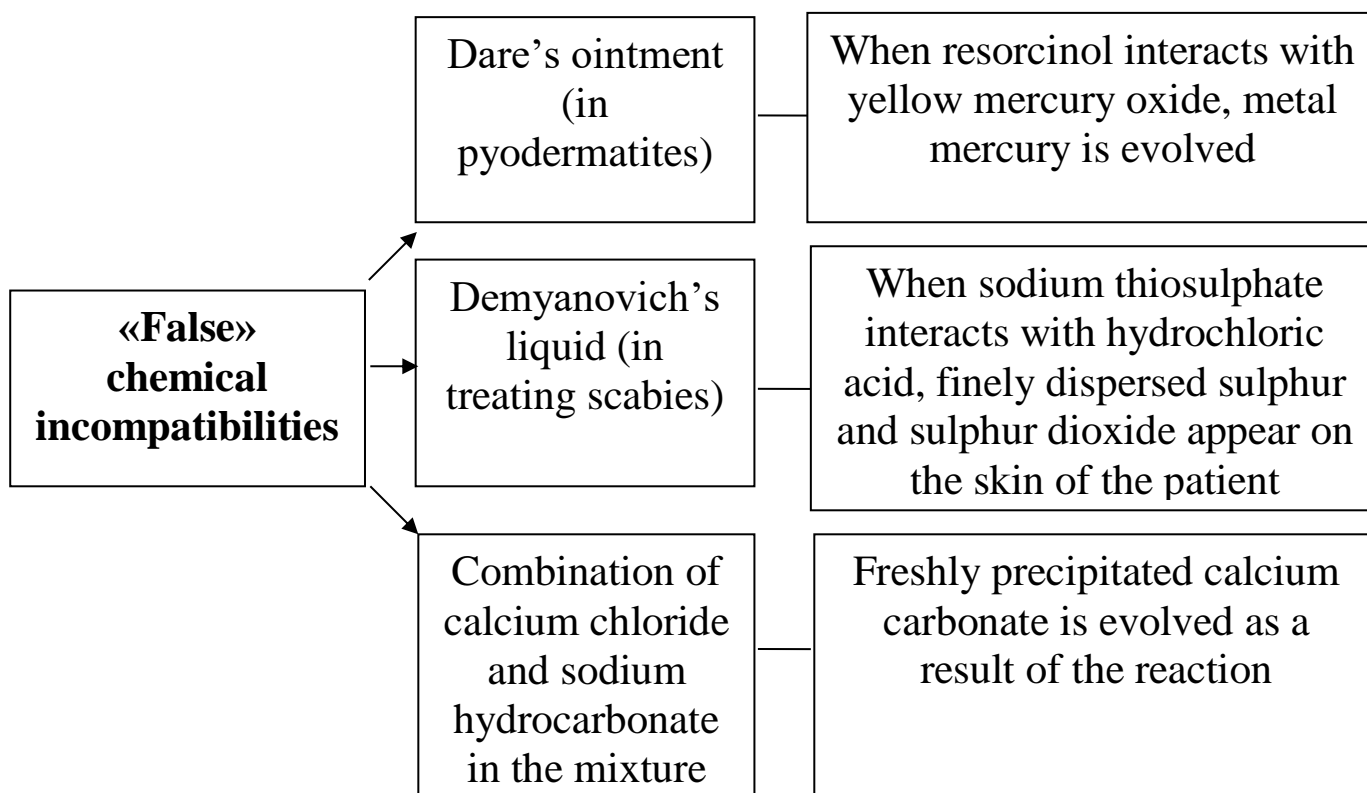 Dare’s ointment
(in
pyodermatites)
When resorcinol interacts with
yellow mercury oxide, metal
mercury is evolved
«False»
chemical
incompatibilities
Demyanovich’s
liquid (in
treating scabies)
When sodium thiosulphate
interacts with hydrochloric
acid, finely dispersed sulphur
and sulphur dioxide appear on
the skin of the patient
Combination of
calcium chloride
and sodium
hydrocarbonate
in the mixture
Freshly precipitated calcium
carbonate is evolved as a
result of the reaction